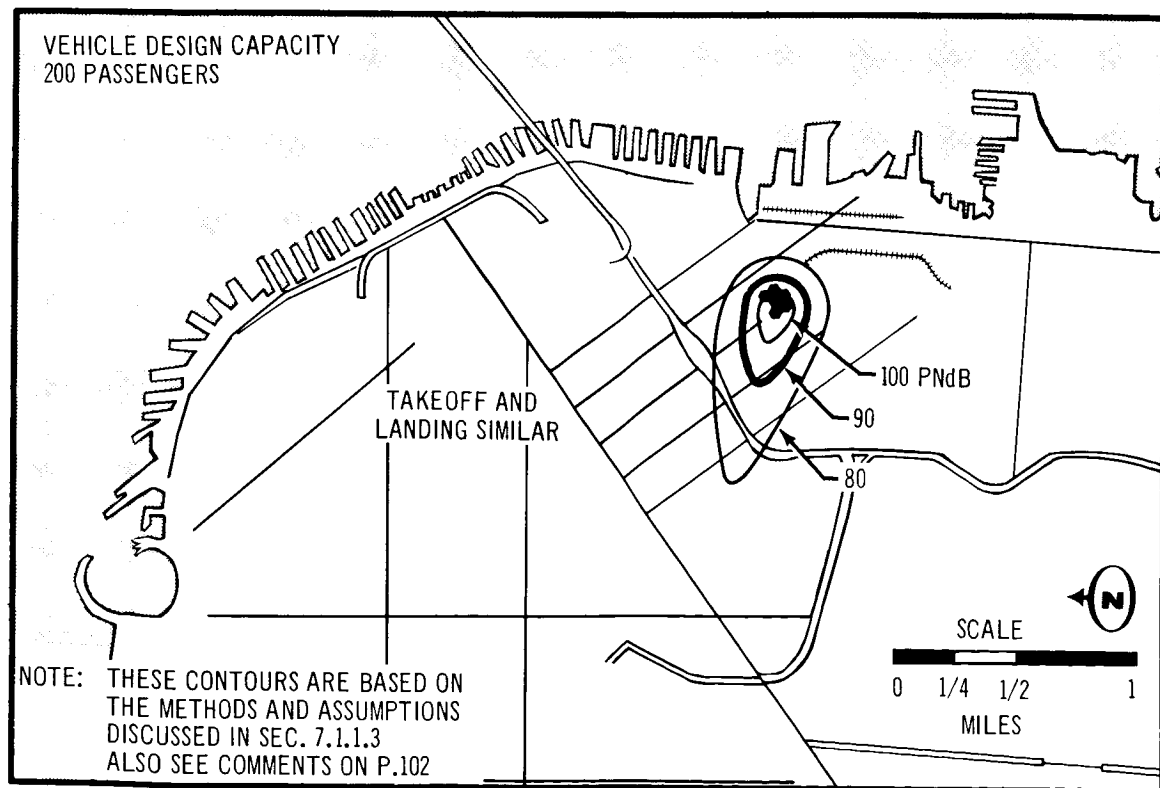 VEHICLE DESIGN CAPACITY
200 PASSENGERS
TAKEOFF AND
LANDING SIMILAR
100 PNdB
90
80
N
SCALE
0 1/4 1/2 1
MILES
NOTE: THESE CONTOURS ARE BASED ON
THE METHODS AND ASSUMPTIONS
DISCUSSED IN SEC. 7.1.1.3
ALSO SEE COMMENTS ON P.102